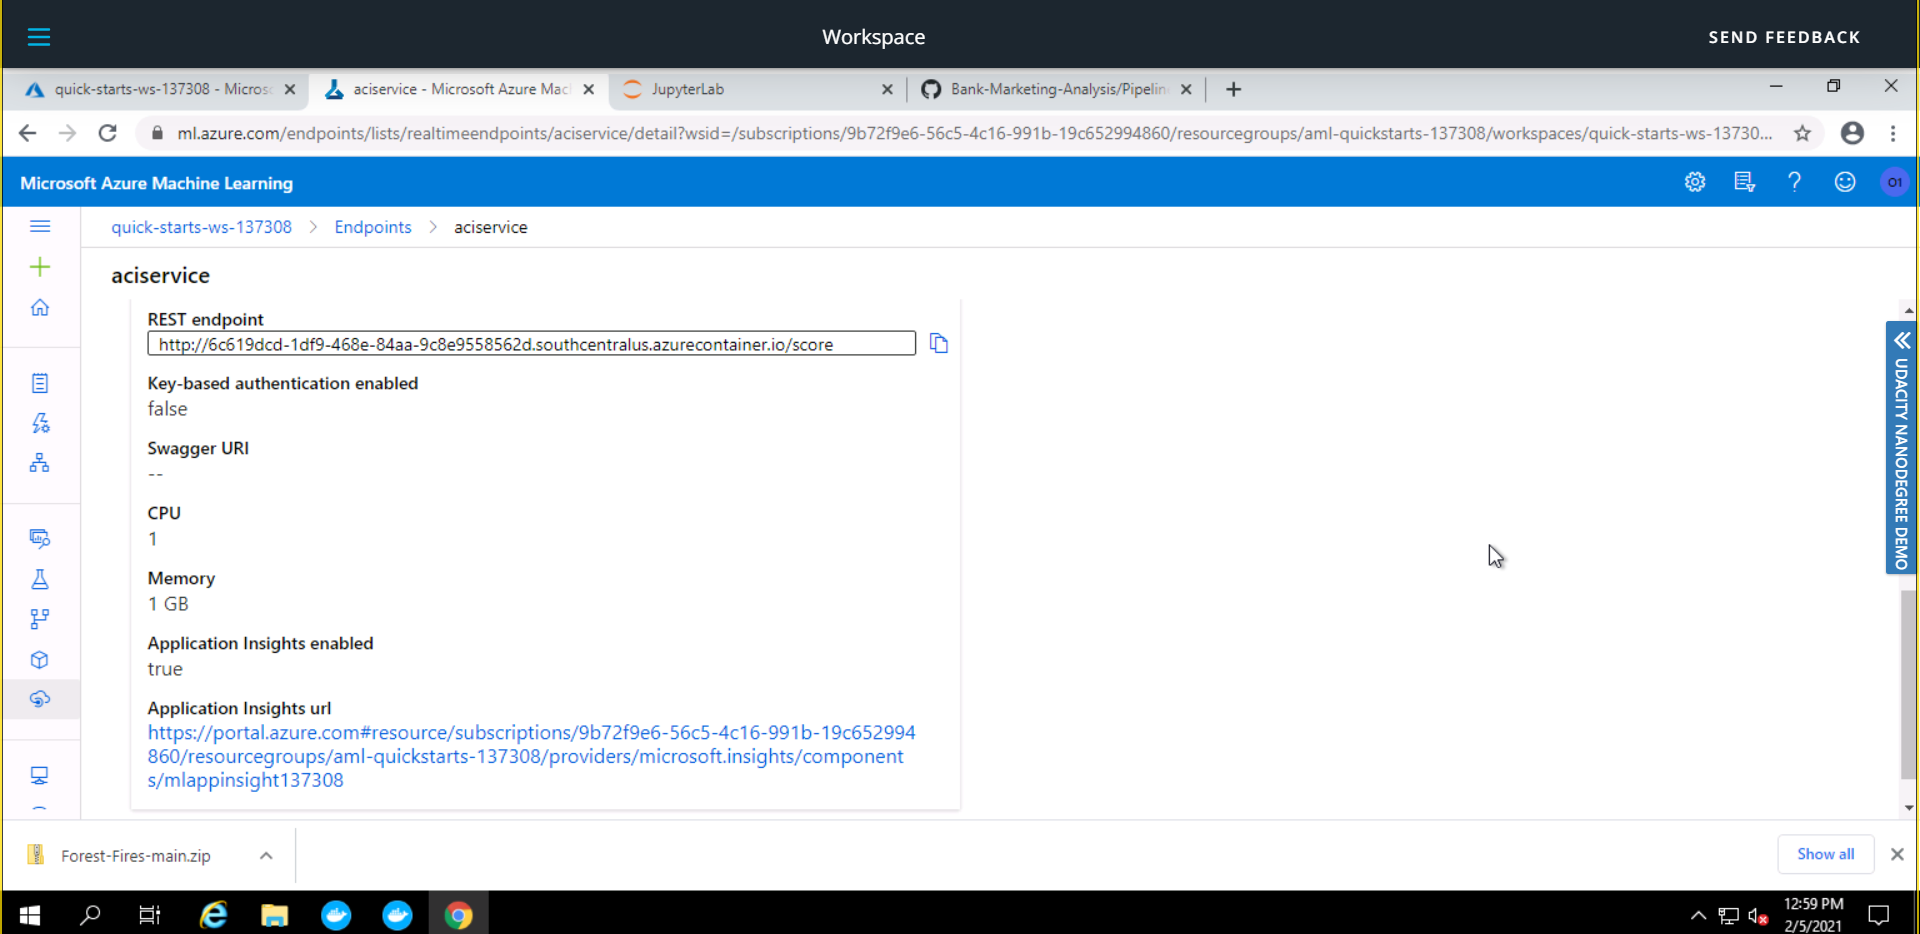 Workspace
SEND FEEDBACK
quick-starts-ws-137308 - Micros
aciservice - Microsoft Azure Mac
JupyterLab
Bank-Marketing-Analysis/Pipelin
ml.azure.com/endpoints/lists/realtimeendpoints/aciservice/detail?wsid=/subscriptions/9b72f9e6-56c5-4c16-991b-19c652994860/resourcegroups/aml-quickstarts-137308/workspaces/quick-starts-ws-13730...
Microsoft Azure Machine Learning
O1
quick-starts-ws-137308 > Endpoints > aciservice
aciservice
REST endpoint
http://6c619dcd-1df9-468e-84aa-9c8e9558562d.southcentralus.azurecontainer.io/score
Key-based authentication enabled
false
Swagger URI
--
CPU
1
Memory
1 GB
Application Insights enabled
true
Application Insights url
https://portal.azure.com#resource/subscriptions/9b72f9e6-56c5-4c16-991b-19c652994
860/resourcegroups/aml-quickstarts-137308/providers/microsoft.insights/component
s/mlappinsight137308
UDACITY NANODEGREE DEMO
Forest-Fires-main.zip
Show all
12:59 PM
2/5/2021